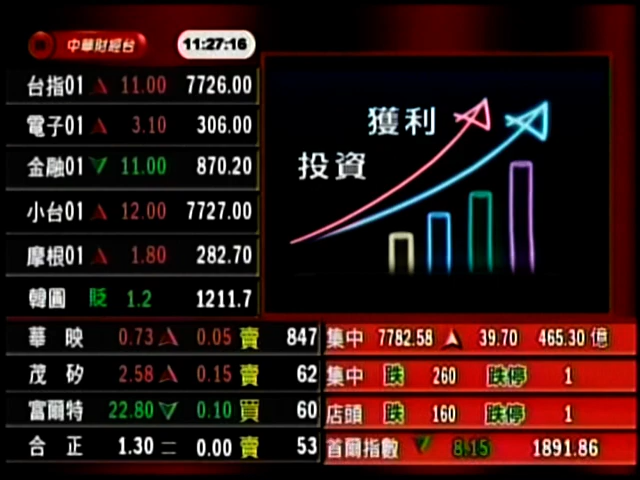 中華財經台 11:27:16
台指01 11.00 7726.00
電子01 3.10 306.00
金融01 11.00 870.20
小台01 12.00 7727.00
摩根01 1.80 282.70
韓圓 貶 1.2 1211.7
獲利
投資
華映 0.73 0.05 賣 847
茂矽 2.58 0.15 賣 62
富爾特 22.80 0.10 買 60
合正 1.30 = 0.00 賣 53
集中 7782.58 39.70 465.30 億
集中 跌 260 跌停 1
店頭 跌 160 跌停 1
首爾指數 8.15 1891.86